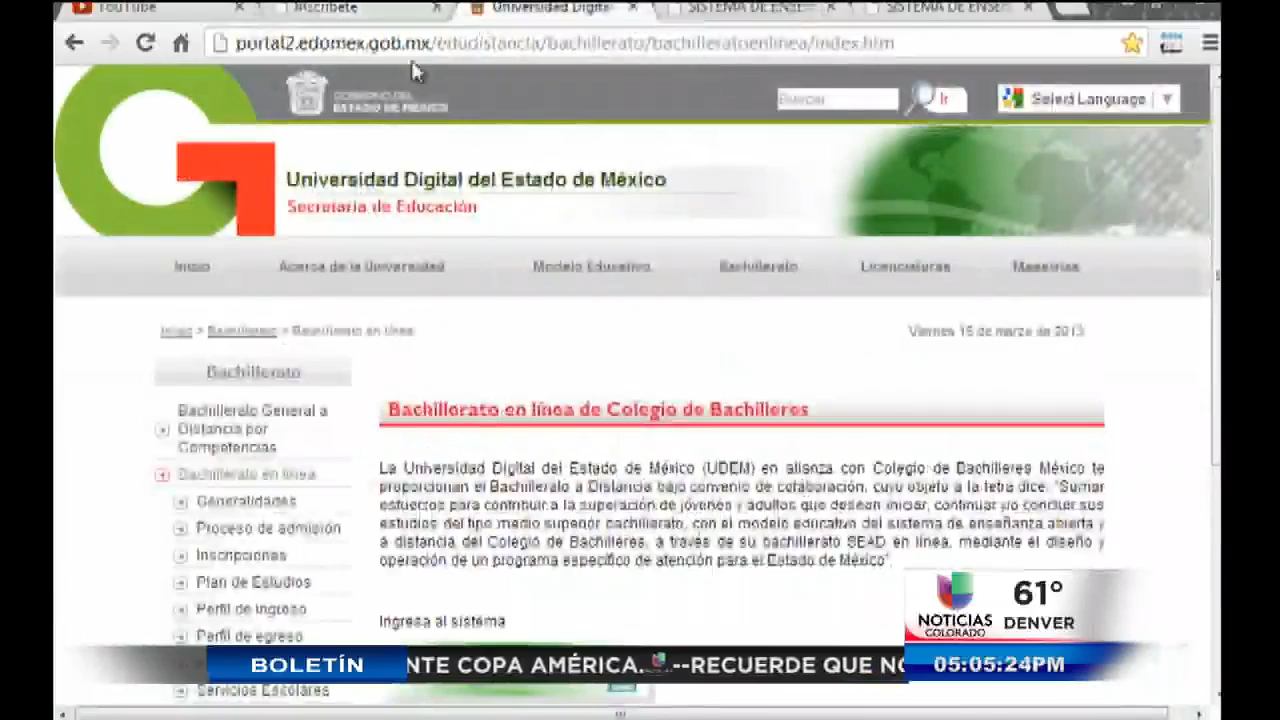 YouTube
Inscríbete
Universidad Digital
SISTEMA DE ENSE
SISTEMA DE ENSE
portal2.edomex.gob.mx/edudistancia/bachillerato/bachilleratoenlinea/index.htm
GOBIERNO DEL
ESTADO DE MÉXICO
Buscar
Ir
Select Language
Universidad Digital del Estado de México
Secretaría de Educación
Inicio
Acerca de la Universidad
Modelo Educativo
Bachillerato
Licenciaturas
Maestrías
Inicio > Bachillerato > Bachillerato en línea
Viernes 15 de marzo de 2013
Bachillerato
Bachillerato General a
Distancia por
Competencias
Bachillerato en línea
Generalidades
Proceso de admisión
Inscripciones
Plan de Estudios
Perfil de ingreso
Perfil de egreso
Servicios Escolares
Bachillerato en línea de Colegio de Bachilleres
La Universidad Digital del Estado de México (UDEM) en alianza con Colegio de Bachilleres México te
proporcionan el Bachillerato a Distancia bajo convenio de colaboración, cuyo objeto a la letra dice: "Sumar
esfuerzos para contribuir a la superación de jóvenes y adultos que desean iniciar, continuar y/o concluir sus
estudios del tipo medio superior bachillerato, con el modelo educativo del sistema de enseñanza abierta y
a distancia del Colegio de Bachilleres, a través de su bachillerato SEAD en línea, mediante el diseño y
operación de un programa específico de atención para el Estado de México".
Ingresa al sistema
NOTICIAS
COLORADO
61°
DENVER
BOLETÍN
NTE COPA AMÉRICA. --RECUERDE QUE NO
05:05:24PM